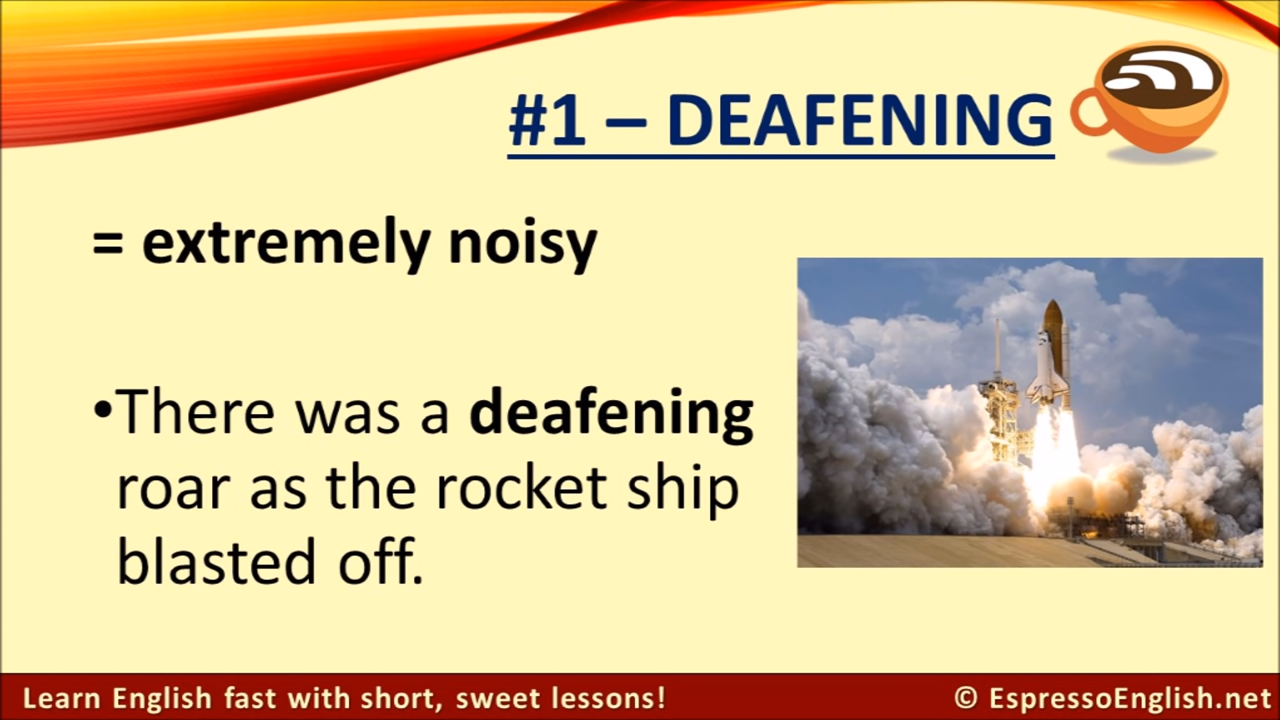 #1 – DEAFENING
= extremely noisy
•There was a deafening
roar as the rocket ship
blasted off.
Learn English fast with short, sweet lessons!
© EspressoEnglish.net